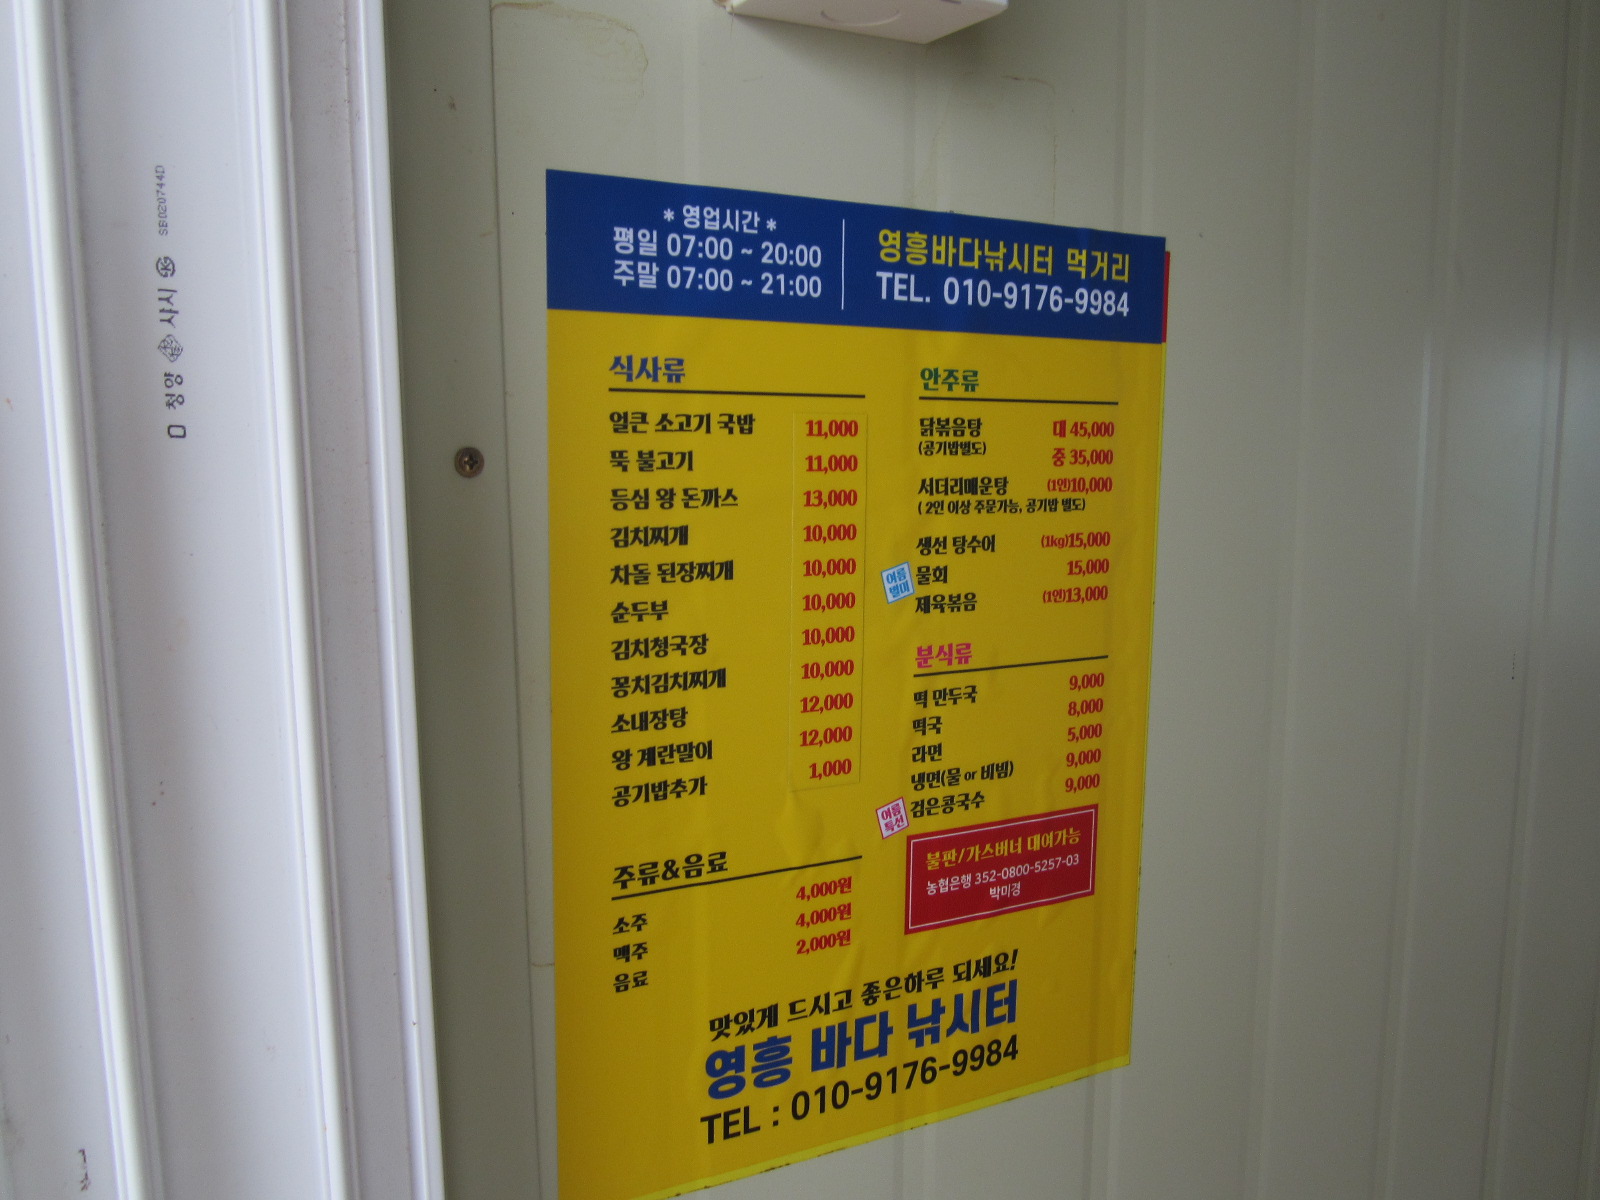 * 영업시간 *
평일 07:00 ~ 20:00
주말 07:00 ~ 21:00
영흥바다낚시터 먹거리
TEL. 010-9176-9984
식사류
얼큰 소고기 국밥 11,000
뚝 불고기 11,000
등심 왕 돈까스 13,000
김치찌개 10,000
차돌 된장찌개 10,000
순두부 10,000
김치청국장 10,000
꽁치김치찌개 10,000
소내장탕 12,000
왕 계란말이 12,000
공기밥추가 1,000
주류&음료
소주 4,000원
맥주 4,000원
음료 2,000원
안주류
닭볶음탕 대 45,000
(공기밥별도) 중 35,000
서더리매운탕 (1인)10,000
( 2인 이상 주문가능, 공기밥 별도)
생선 탕수어 (1kg)15,000
여름
별미
물회 15,000
제육볶음 (1인)13,000
분식류
떡 만두국 9,000
떡국 8,000
라면 5,000
냉면(물 or 비빔) 9,000
여름
특선
검은콩국수 9,000
불판/가스버너 대여가능
농협은행 352-0800-5257-03
박미경
맛있게 드시고 좋은하루 되세요!
영흥 바다 낚시터
TEL : 010-9176-9984
청양 샤시
SB020744D